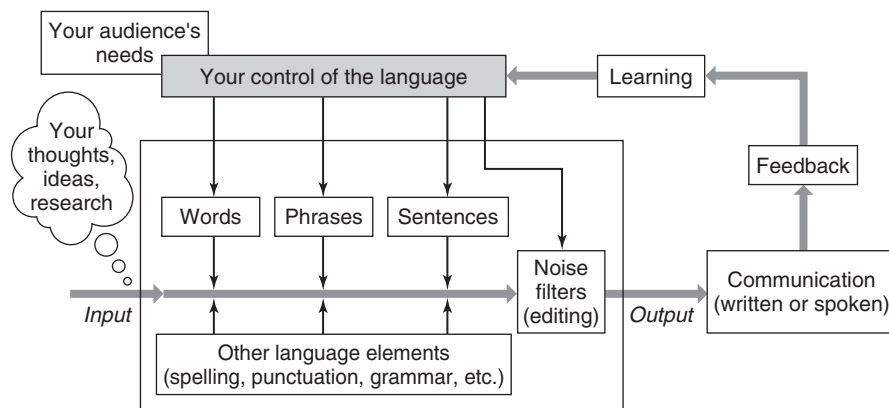 Your audience's
needs
Your control of the language
Learning
Your
thoughts,
ideas,
research
Feedback
Words
Phrases
Sentences
Noise
filters
(editing)
Communication
(written or spoken)
Input
Output
Other language elements
(spelling, punctuation, grammar, etc.)